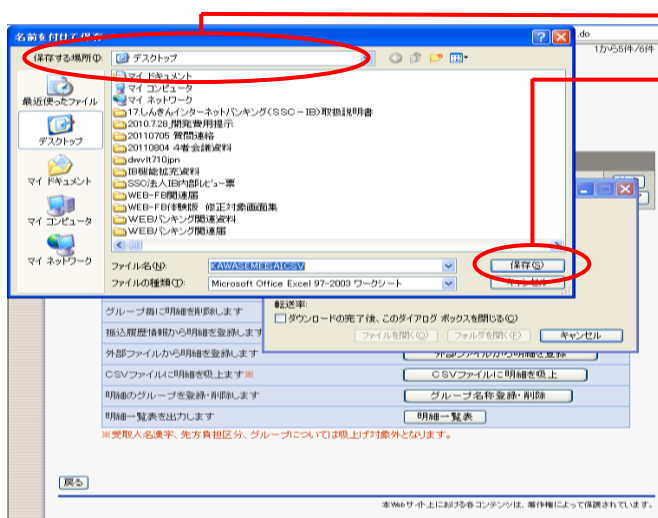 名前を付けて保存
.do
保存する場所(I):
デスクトップ
1から5件/6件
最近使ったファイル
デスクトップ
マイ ドキュメント
マイ コンピュータ
マイ ネットワーク
マイ ドキュメント
マイ コンピュータ
マイ ネットワーク
17.しんきんインターネットバンキング(SSC-IB)取扱説明書
2010.7.28_開発費用提示
20110705 質問連絡
20110804 4者会議資料
dwvlt710jpn
IB機能拡充資料
SSC法人IB内部レビュー票
WEB-FB関連届
WEB-FB体験版 修正対象画面集
WEBバンキング関連資料
WEBバンキング関連届
ファイル名(N):
KAWASEMEISAI.CSV
保存(S)
ファイルの種類(T):
Microsoft Office Excel 97-2003 ワークシート
キャンセル
転送率:
ダウンロードの完了後、このダイアログ ボックスを閉じる(C)
ファイルを開く(O)
フォルダを開く(F)
キャンセル
グループ毎に明細を削除します
振込履歴情報から明細を登録します
外部ファイルから明細を登録します
外部ファイルから明細を登録
CSVファイルに明細を吸上ます※
CSVファイルに明細を吸上
明細のグループを登録・削除します
グループ名称登録・削除
明細一覧表を出力します
明細一覧表
※受取人名漢字、先方負担区分、グループについては吸上げ対象外となります。
戻る
本Webサイト上における各コンテンツは、著作権によって保護されています。